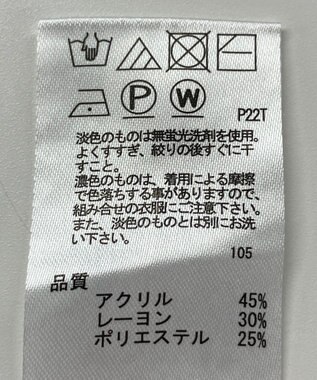 P W P22T
淡色のものは無蛍光洗剤を使用。
よくすすぎ、絞りの後すぐに干
すこと。
濃色のものは、着用による摩擦
で色落ちする事がありますので、
組み合せの衣服にご注意下さい。
また、淡色のものとは別にお洗
い下さい。
105
品質
アクリル 45%
レーヨン 30%
ポリエステル 25%